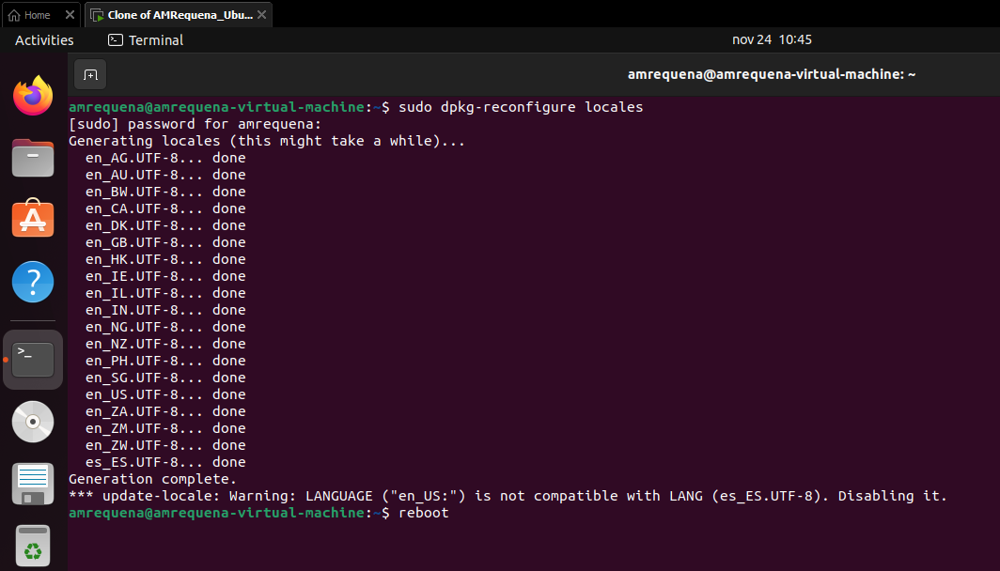 Home
Clone of AMRequena_Ubu...
Activities
Terminal
nov 24 10:45
amrequena@amrequena-virtual-machine: ~
amrequena@amrequena-virtual-machine:~$ sudo dpkg-reconfigure locales
[sudo] password for amrequena:
Generating locales (this might take a while)...
en_AG.UTF-8... done
en_AU.UTF-8... done
en_BW.UTF-8... done
en_CA.UTF-8... done
en_DK.UTF-8... done
en_GB.UTF-8... done
en_HK.UTF-8... done
en_IE.UTF-8... done
en_IL.UTF-8... done
en_IN.UTF-8... done
en_NG.UTF-8... done
en_NZ.UTF-8... done
en_PH.UTF-8... done
en_SG.UTF-8... done
en_US.UTF-8... done
en_ZA.UTF-8... done
en_ZM.UTF-8... done
en_ZW.UTF-8... done
es_ES.UTF-8... done
Generation complete.
*** update-locale: Warning: LANGUAGE ("en_US:") is not compatible with LANG (es_ES.UTF-8). Disabling it.
amrequena@amrequena-virtual-machine:~$ reboot